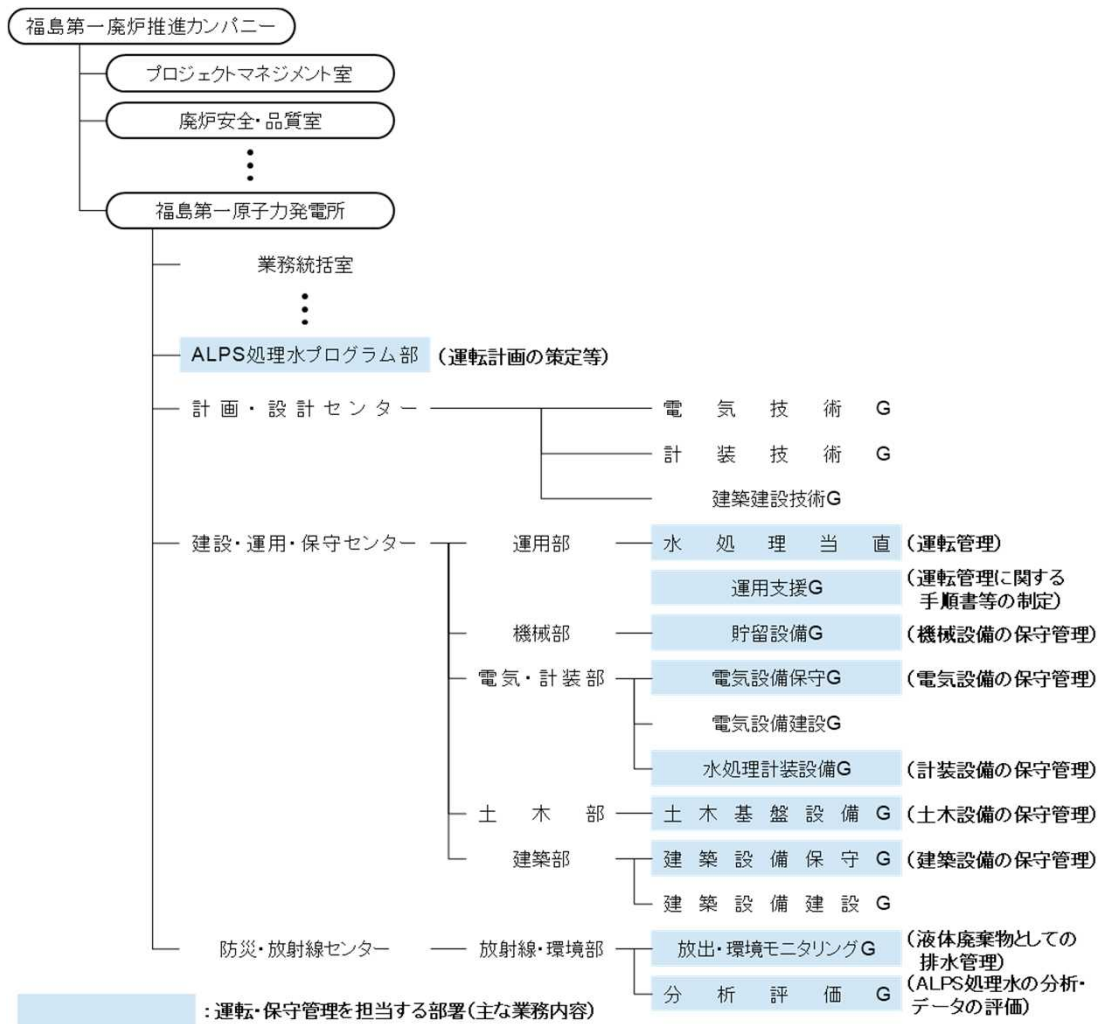 福島第一廃炉推進カンパニー
プロジェクトマネジメント室
廃炉安全・品質室
福島第一原子力発電所
業務統括室
ALPS処理水プログラム部 (運転計画の策定等)
計画・設計センター 電気技術G
計装技術G
建築建設技術G
建設・運用・保守センター 運用部 水処理当直 (運転管理)
運用支援G (運転管理に関する
手順書等の制定)
機械部 貯留設備G (機械設備の保守管理)
電気・計装部 電気設備保守G (電気設備の保守管理)
電気設備建設G
水処理計装設備G (計装設備の保守管理)
土木部 土木基盤設備G (土木設備の保守管理)
建築部 建築設備保守G (建築設備の保守管理)
建築設備建設G
防災・放射線センター 放射線・環境部 放出・環境モニタリングG (液体廃棄物としての
排水管理)
分析評価G (ALPS処理水の分析・
データの評価)
:運転・保守管理を担当する部署(主な業務内容)